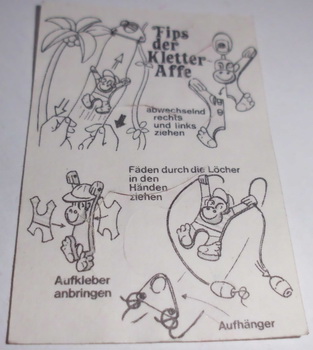 Fips
der
Kletter
Affe
abwechselnd
rechts
und links
ziehen
Fäden durch die Löcher
in den
Händen
ziehen
Aufkleber
anbringen
Aufhänger